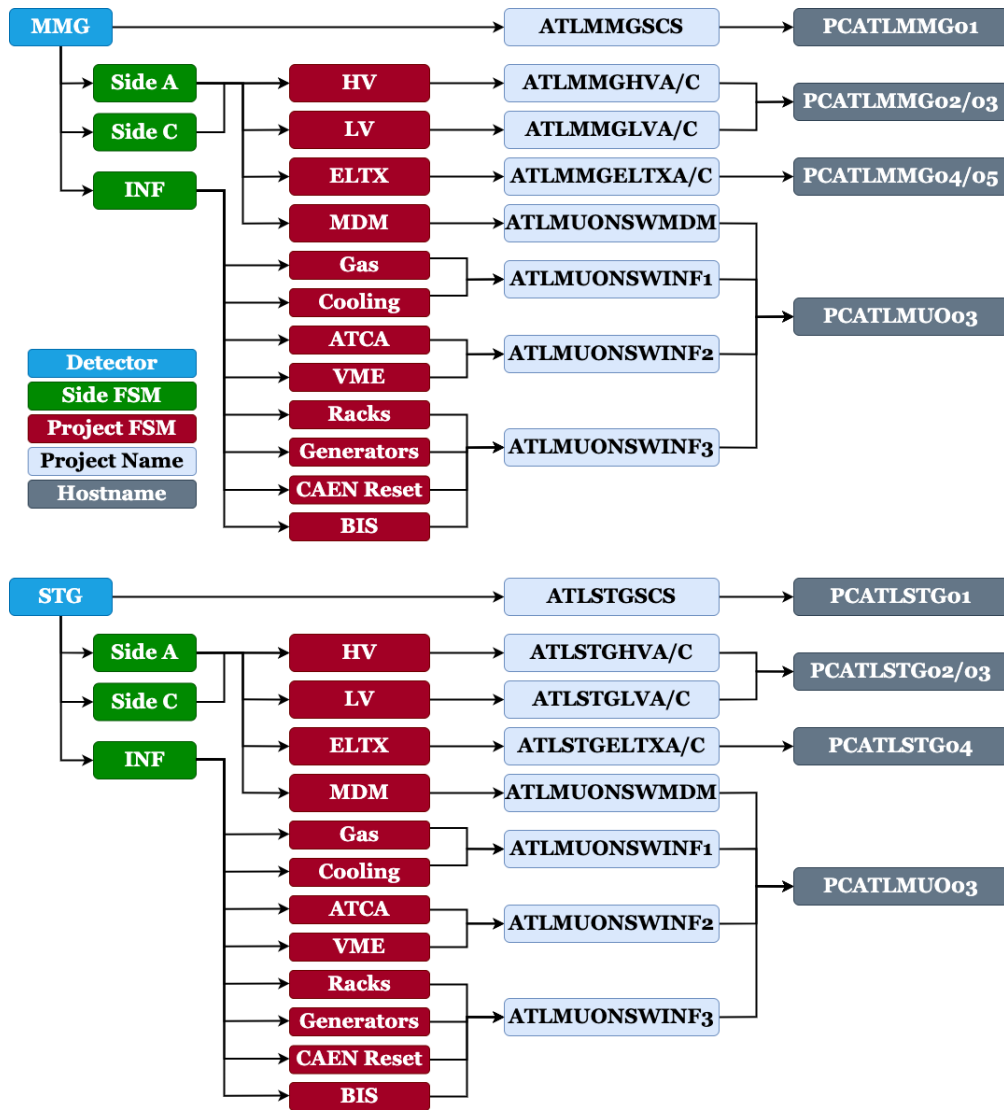 MMG
ATLMMGSCS
PCATLMMG01
Side A
HV
ATLMMGHVA/C
PCATLMMG02/03
Side C
LV
ATLMMGLVA/C
INF
ELTX
ATLMMGELTXA/C
PCATLMMG04/05
MDM
ATLMUONSWMDM
Gas
ATLMUONSWINF1
Cooling
PCATLMUO03
ATCA
ATLMUONSWINF2
VME
Detector
Side FSM
Project FSM
Project Name
Hostname
Racks
Generators
ATLMUONSWINF3
CAEN Reset
BIS
STG
ATLSTGSCS
PCATLSTG01
Side A
HV
ATLSTGHVA/C
PCATLSTG02/03
Side C
LV
ATLSTGLVA/C
INF
ELTX
ATLSTGELTXA/C
PCATLSTG04
MDM
ATLMUONSWMDM
Gas
ATLMUONSWINF1
Cooling
PCATLMUO03
ATCA
ATLMUONSWINF2
VME
Racks
Generators
ATLMUONSWINF3
CAEN Reset
BIS